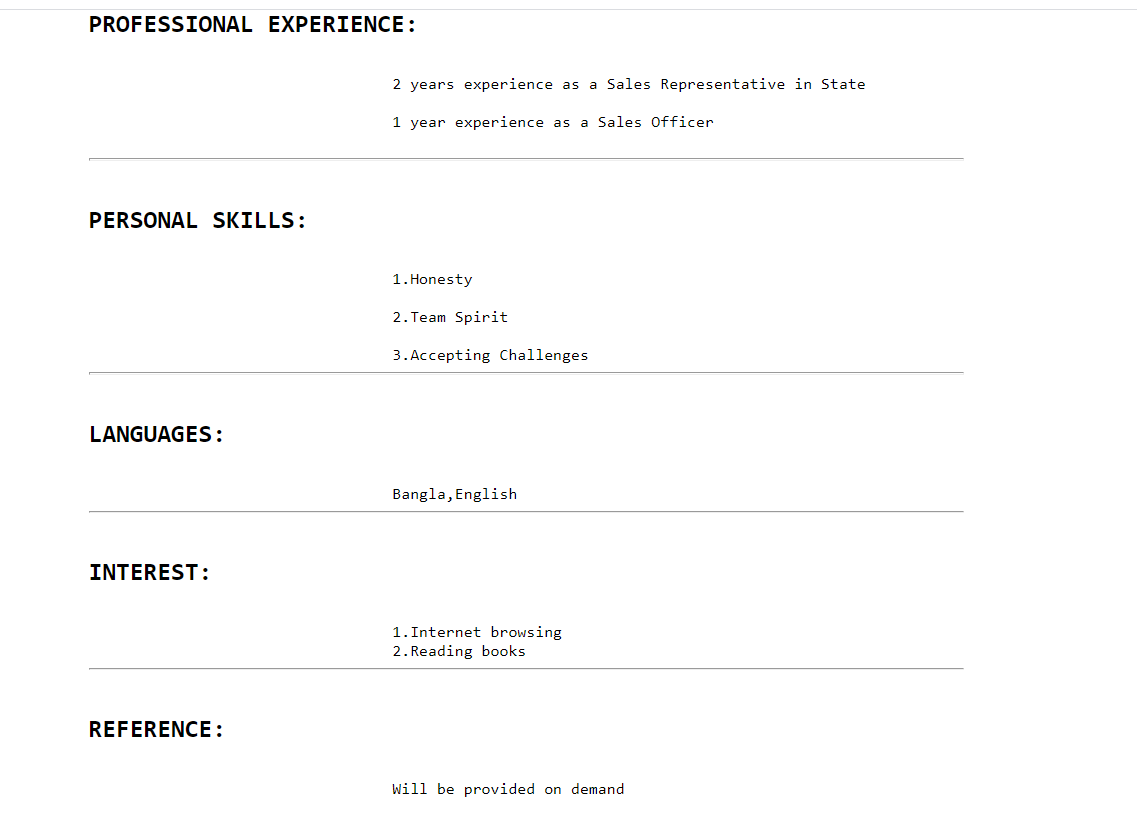 PROFESSIONAL EXPERIENCE:
2 years experience as a Sales Representative in State
1 year experience as a Sales Officer
PERSONAL SKILLS:
1.Honesty
2.Team Spirit
3.Accepting Challenges
LANGUAGES:
Bangla,English
INTEREST:
1.Internet browsing
2.Reading books
REFERENCE:
Will be provided on demand